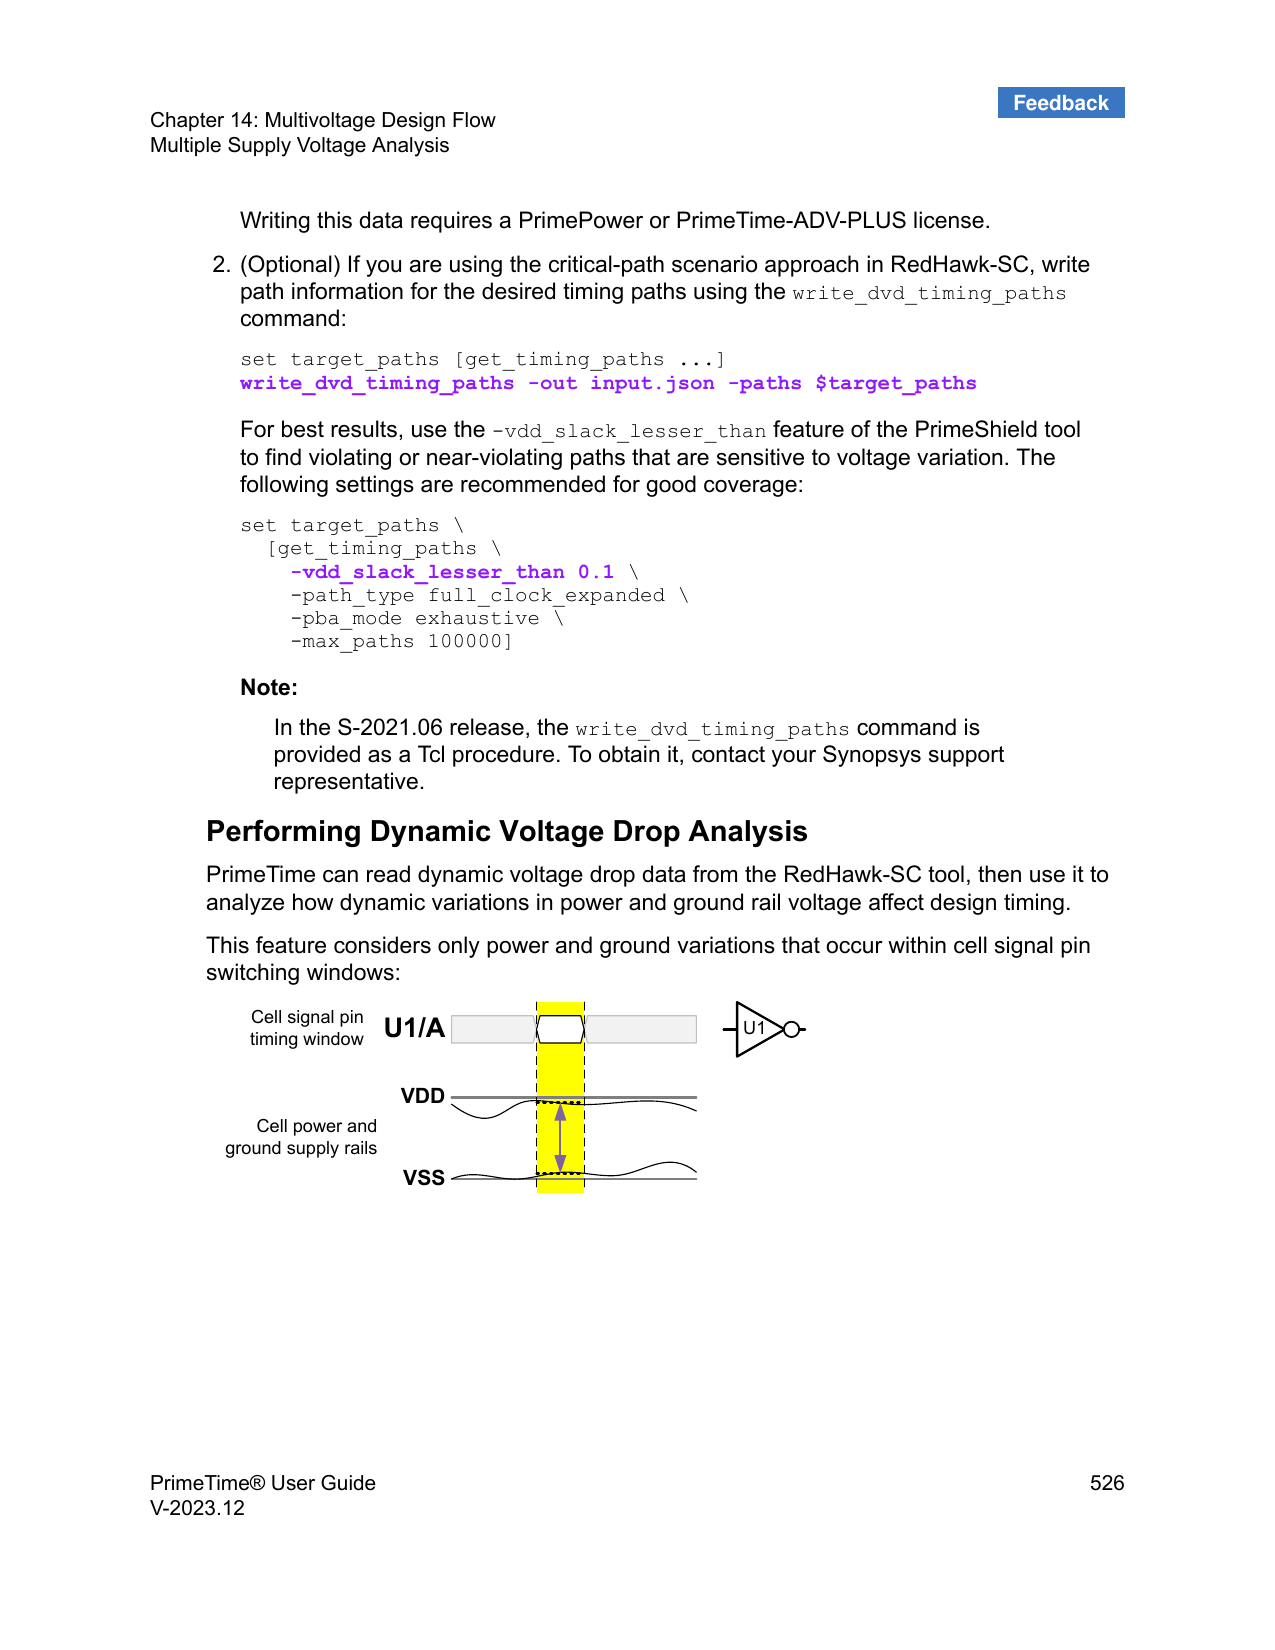 Feedback
Chapter 14: Multivoltage Design Flow
Multiple Supply Voltage Analysis
Writing this data requires a PrimePower or PrimeTime-ADV-PLUS license.
2. (Optional) If you are using the critical-path scenario approach in RedHawk-SC, write
path information for the desired timing paths using the write_dvd_timing_paths
command:
set target_paths [get_timing_paths ...]
write_dvd_timing_paths -out input.json -paths $target_paths
For best results, use the -vdd_slack_lesser_than feature of the PrimeShield tool
to find violating or near-violating paths that are sensitive to voltage variation. The
following settings are recommended for good coverage:
set target_paths \
[get_timing_paths \
-vdd_slack_lesser_than 0.1 \
-path_type full_clock_expanded \
-pba_mode exhaustive \
-max_paths 100000]
Note:
In the S-2021.06 release, the write_dvd_timing_paths command is
provided as a Tcl procedure. To obtain it, contact your Synopsys support
representative.
Performing Dynamic Voltage Drop Analysis
PrimeTime can read dynamic voltage drop data from the RedHawk-SC tool, then use it to
analyze how dynamic variations in power and ground rail voltage affect design timing.
This feature considers only power and ground variations that occur within cell signal pin
switching windows:
Cell signal pin
timing window
U1/A
U1
VDD
Cell power and
ground supply rails
VSS
PrimeTime® User Guide
526
V-2023.12